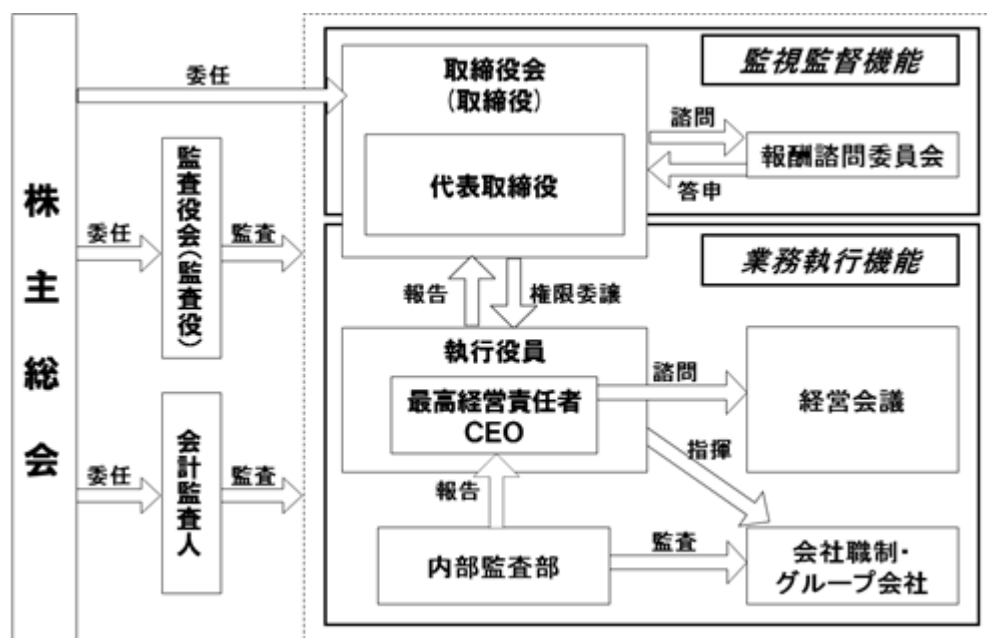 株主総会
委任
取締役会
(取締役)
代表取締役
監視監督機能
諮問
報酬諮問委員会
答申
委任
監査役会(監査役)
監査
報告
権限委譲
業務執行機能
執行役員
最高経営責任者
CEO
諮問
経営会議
指揮
委任
会計監査人
監査
報告
内部監査部
監査
会社職制・
グループ会社